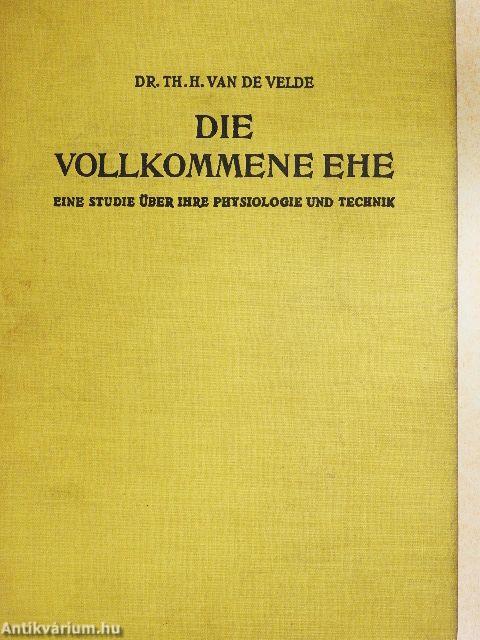 DR. TH. H. VAN DE VELDE
DIE
VOLLKOMMENE EHE
EINE STUDIE ÜBER IHRE PHYSIOLOGIE UND TECHNIK
Antikvárium.hu